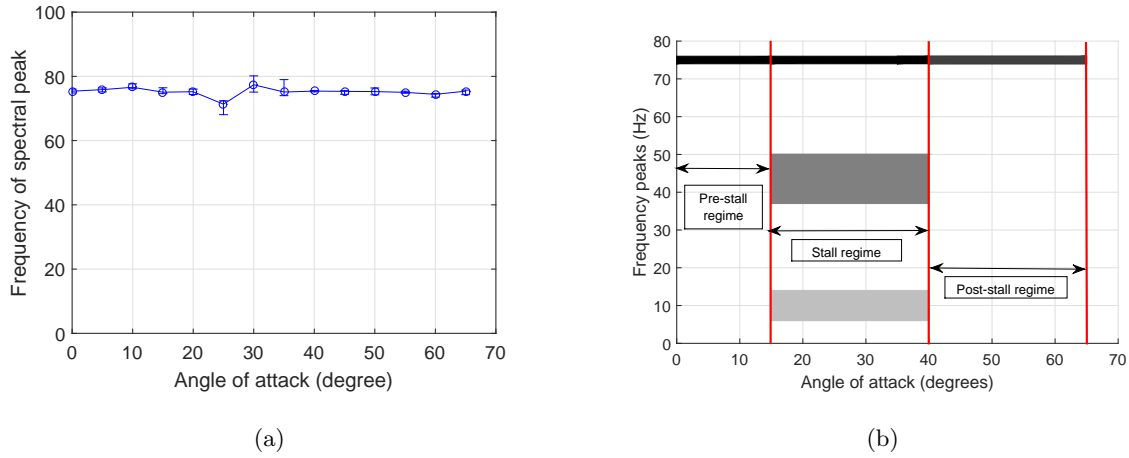 100
80
60
40
20
0
0 10 20 30 40 50 60 70
Frequency of spectral peak
Angle of attack (degree)
(a)
80
70
60
50
40
30
20
10
0
0 10 20 30 40 50 60 70
Frequency peaks (Hz)
Pre-stall
regime
Stall regime
Post-stall regime
Angle of attack (degrees)
(b)